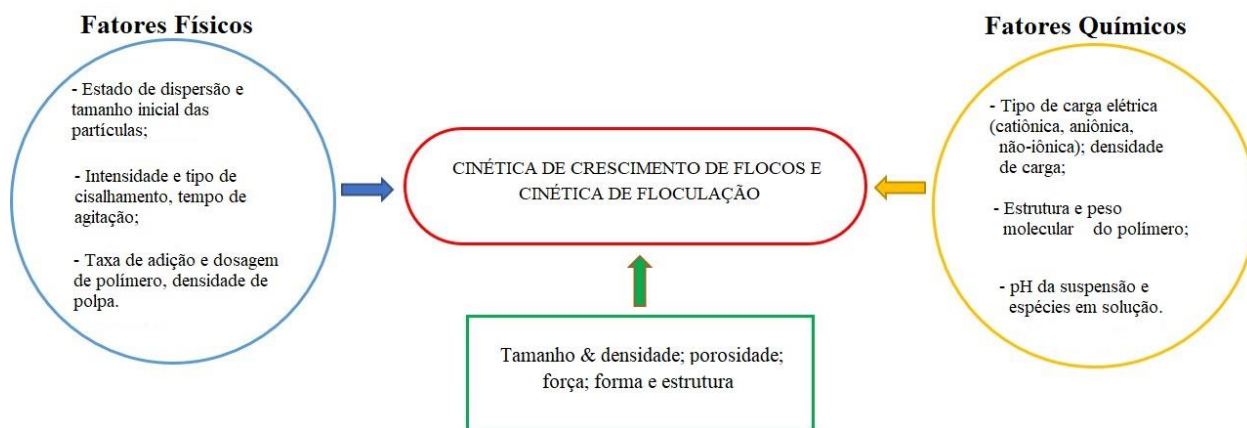 Fatores Físicos
- Estado de dispersão e
tamanho inicial das
partículas;
- Intensidade e tipo de
cisalhamento, tempo de
agitação;
- Taxa de adição e dosagem
de polímero, densidade de
polpa.
CINÉTICA DE CRESCIMENTO DE FLOCOS E
CINÉTICA DE FLOCULAÇÃO
Tamanho & densidade; porosidade;
força; forma e estrutura
Fatores Químicos
- Tipo de carga elétrica
(catiônica, aniônica,
não-iônica); densidade
de carga;
- Estrutura e peso
molecular do polímero;
- pH da suspensão e
espécies em solução.